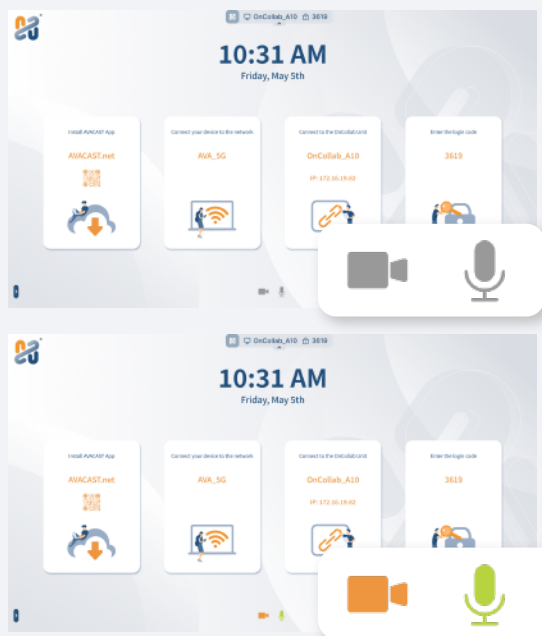 OnCollab_A10 3619
10:31 AM
Friday, May 5th
Install AVACAST App
AVACAST.net
Connect your device to the network
AVA_5G
Connect to the OnCollab Unit
OnCollab_A10
IP: 172.16.19.82
Enter the login code
3619
OnCollab_A10 3619
10:31 AM
Friday, May 5th
Install AVACAST App
AVACAST.net
Connect your device to the network
AVA_5G
Connect to the OnCollab Unit
OnCollab_A10
IP: 172.16.19.82
Enter the login code
3619